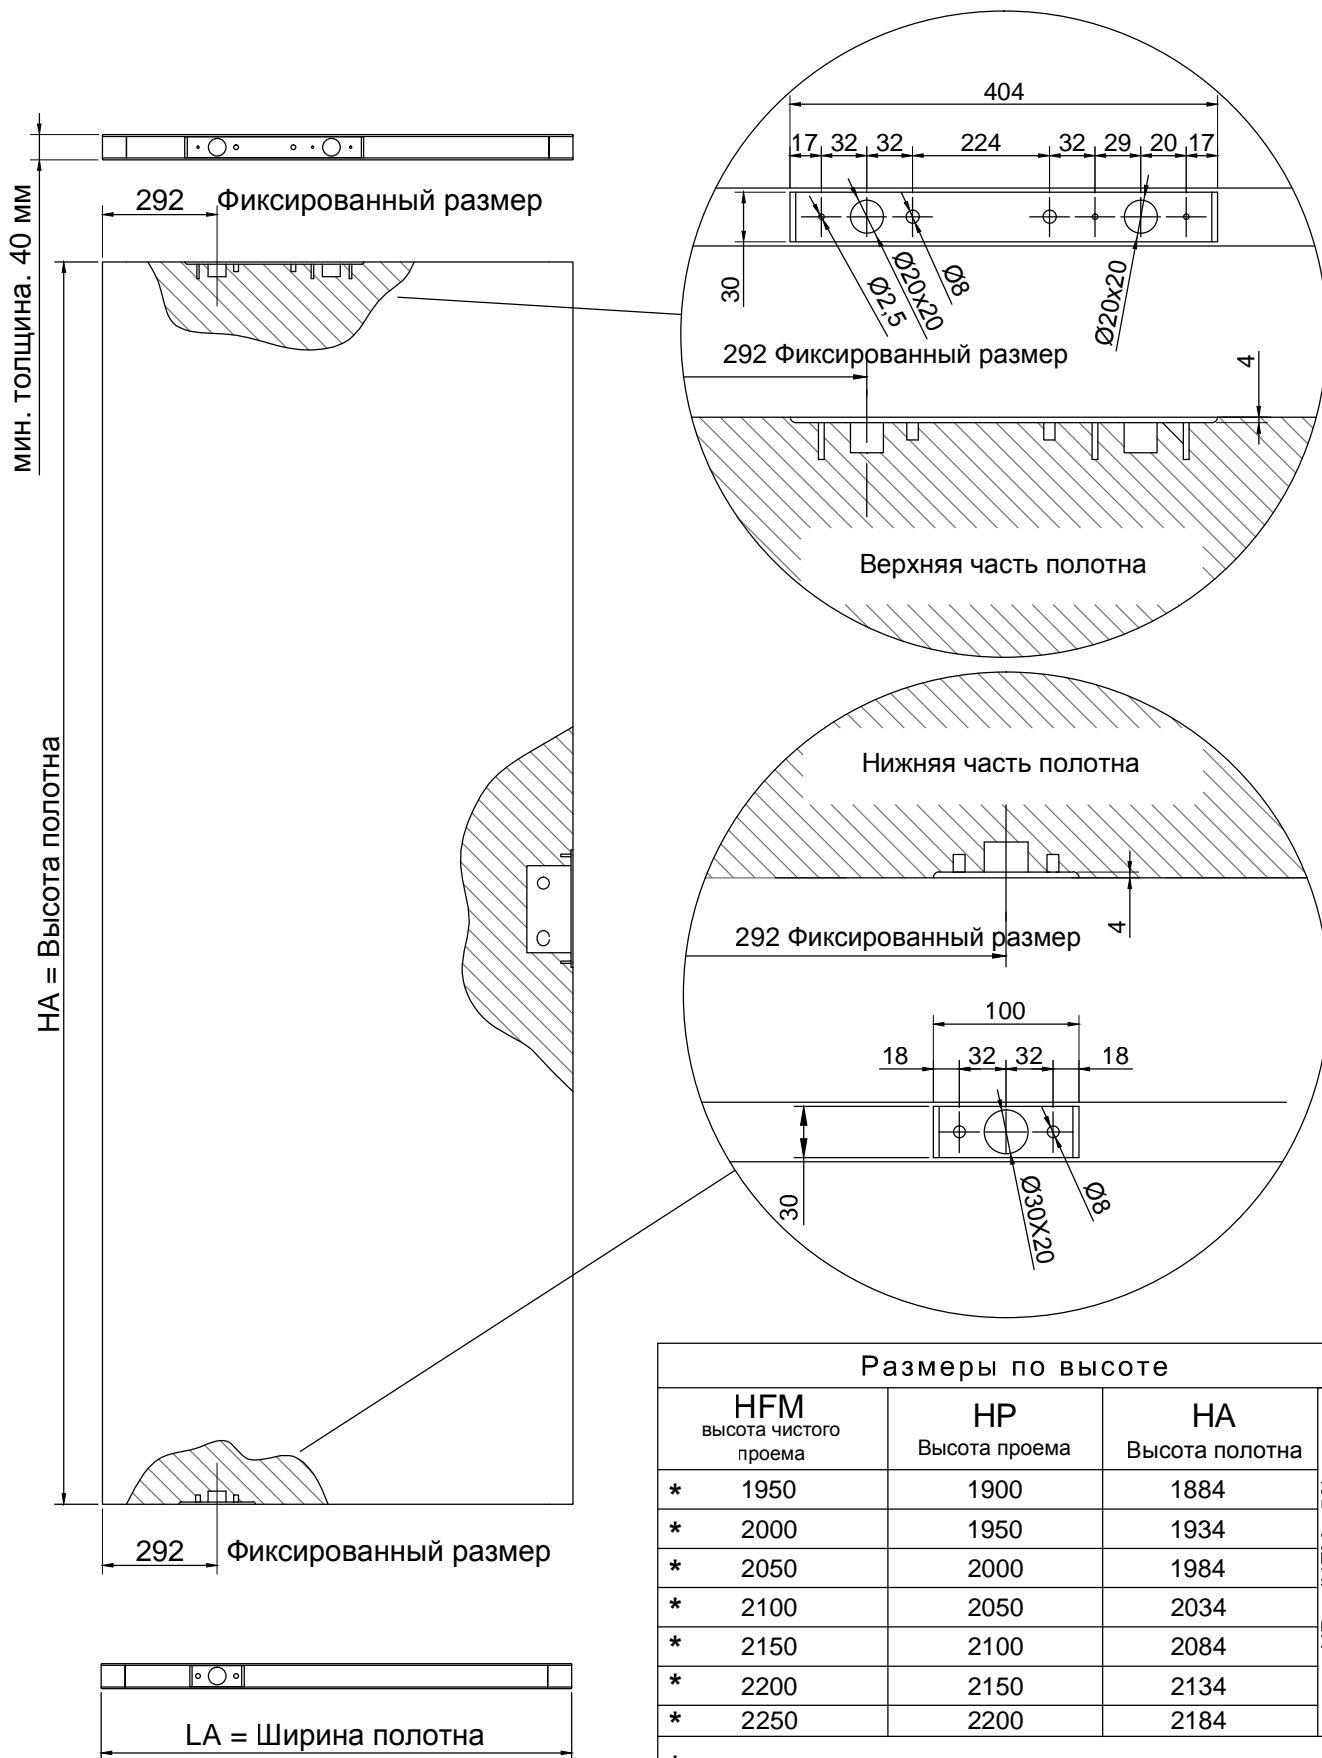 мин. толщина. 40 мм
292 Фиксированный размер
HA = Высота полотна
292 Фиксированный размер
LA = Ширина полотна
404
17 32 32 224 32 29 20 17
30
Ø2,5
Ø20x20
Ø8
Ø20x20
292 Фиксированный размер
4
Верхняя часть полотна
Нижняя часть полотна
292 Фиксированный размер
4
100
18 32 32 18
30
Ø30X20
Ø8
Размеры по высоте
HFM HP HA
высота чистого проема Высота проема Высота полотна
* 1950 1900 1884
* 2000 1950 1934
* 2050 2000 1984
* 2100 2050 2034
* 2150 2100 2084
* 2200 2150 2134
* 2250 2200 2184